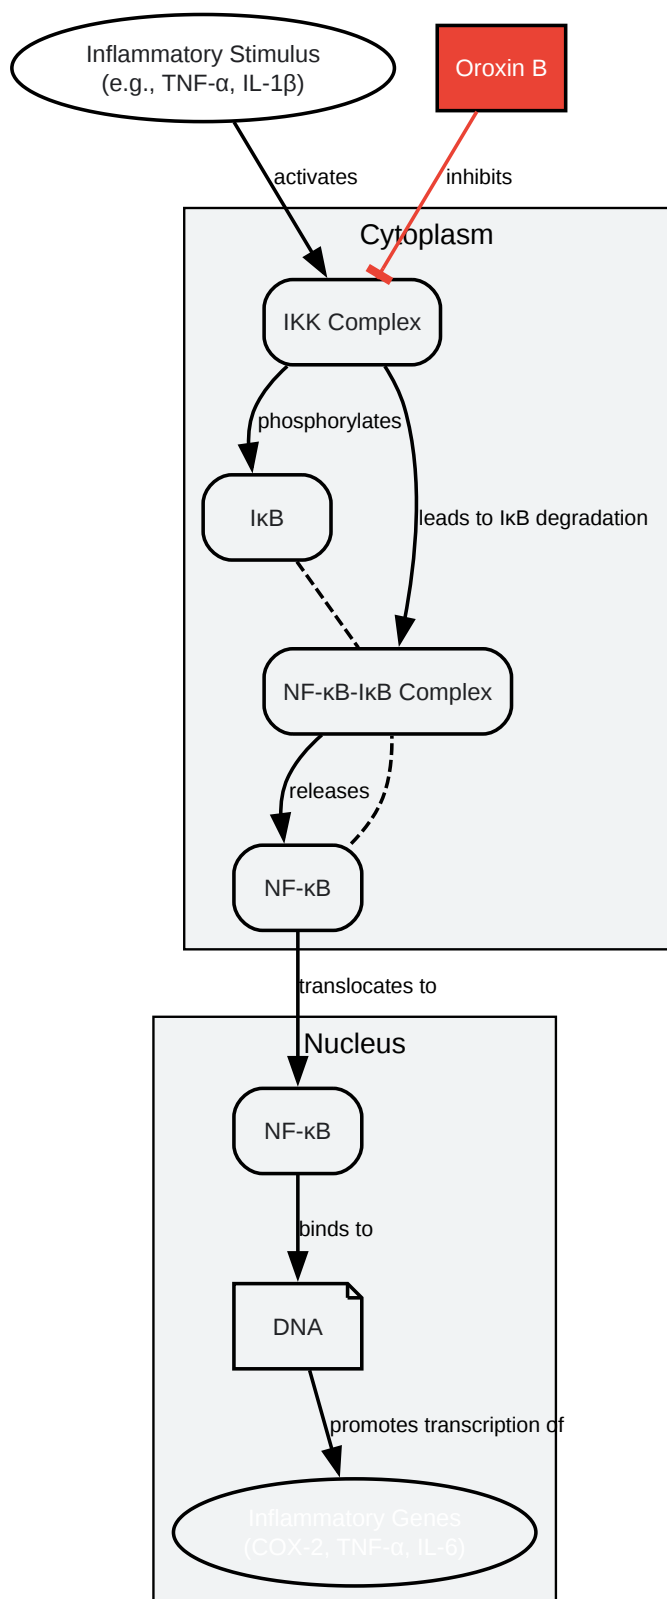 Inflammatory Stimulus
(e.g., TNF-α, IL-1β)
Oroxin B
activates
inhibits
Cytoplasm
IKK Complex
phosphorylates
IκB
leads to IκB degradation
NF-κB-IκB Complex
releases
NF-κB
translocates to
Nucleus
NF-κB
binds to
DNA
promotes transcription of
Inflammatory Genes
(COX-2, TNF-α, IL-6)